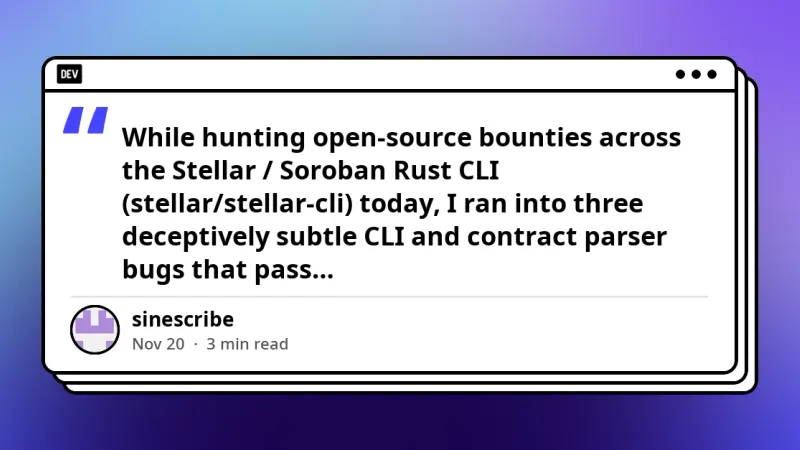 DEV
“
While hunting open-source bounties across
the Stellar / Soroban Rust CLI
(stellar/stellar-cli) today, I ran into three
deceptively subtle CLI and contract parser
bugs that pass...
sinescribe
Nov 20 · 3 min read